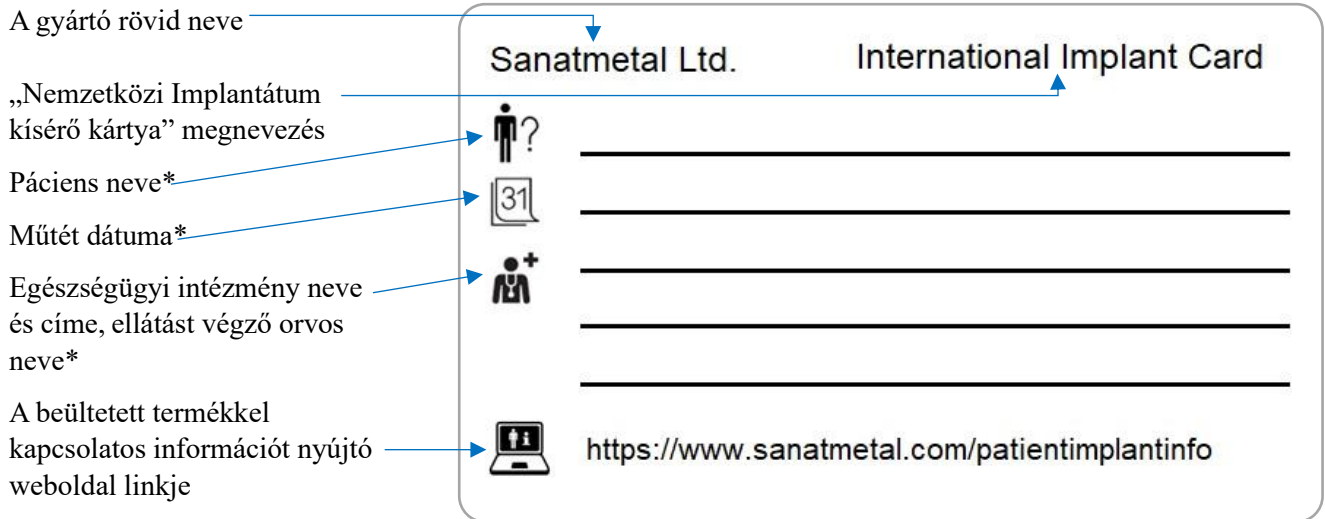 A gyártó rövid neve
Sanatmetal Ltd.
International Implant Card
„Nemzetközi Implantátum
kísérő kártya” megnevezés
?
Páciens neve*
31
Műtét dátuma*
Egészségügyi intézmény neve
és címe, ellátást végző orvos
neve*
A beültetett termékkel
kapcsolatos információt nyújtó
weboldal linkje
i
https://www.sanatmetal.com/patientimplantinfo